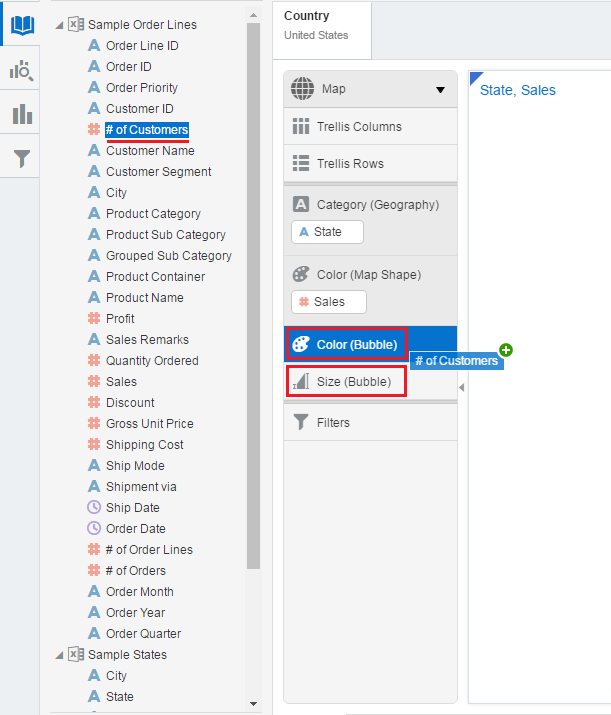 Sample Order Lines
Order Line ID
Order ID
Order Priority
Customer ID
# of Customers
Customer Name
Customer Segment
City
Product Category
Product Sub Category
Grouped Sub Category
Product Container
Product Name
Profit
Sales Remarks
Quantity Ordered
Sales
Discount
Gross Unit Price
Shipping Cost
Ship Mode
Shipment via
Ship Date
Order Date
# of Order Lines
# of Orders
Order Month
Order Year
Order Quarter
Sample States
City
State
Country
United States
Map
Trellis Columns
Trellis Rows
Category (Geography)
State
Color (Map Shape)
Sales
Color (Bubble)
# of Customers
Size (Bubble)
Filters
State, Sales